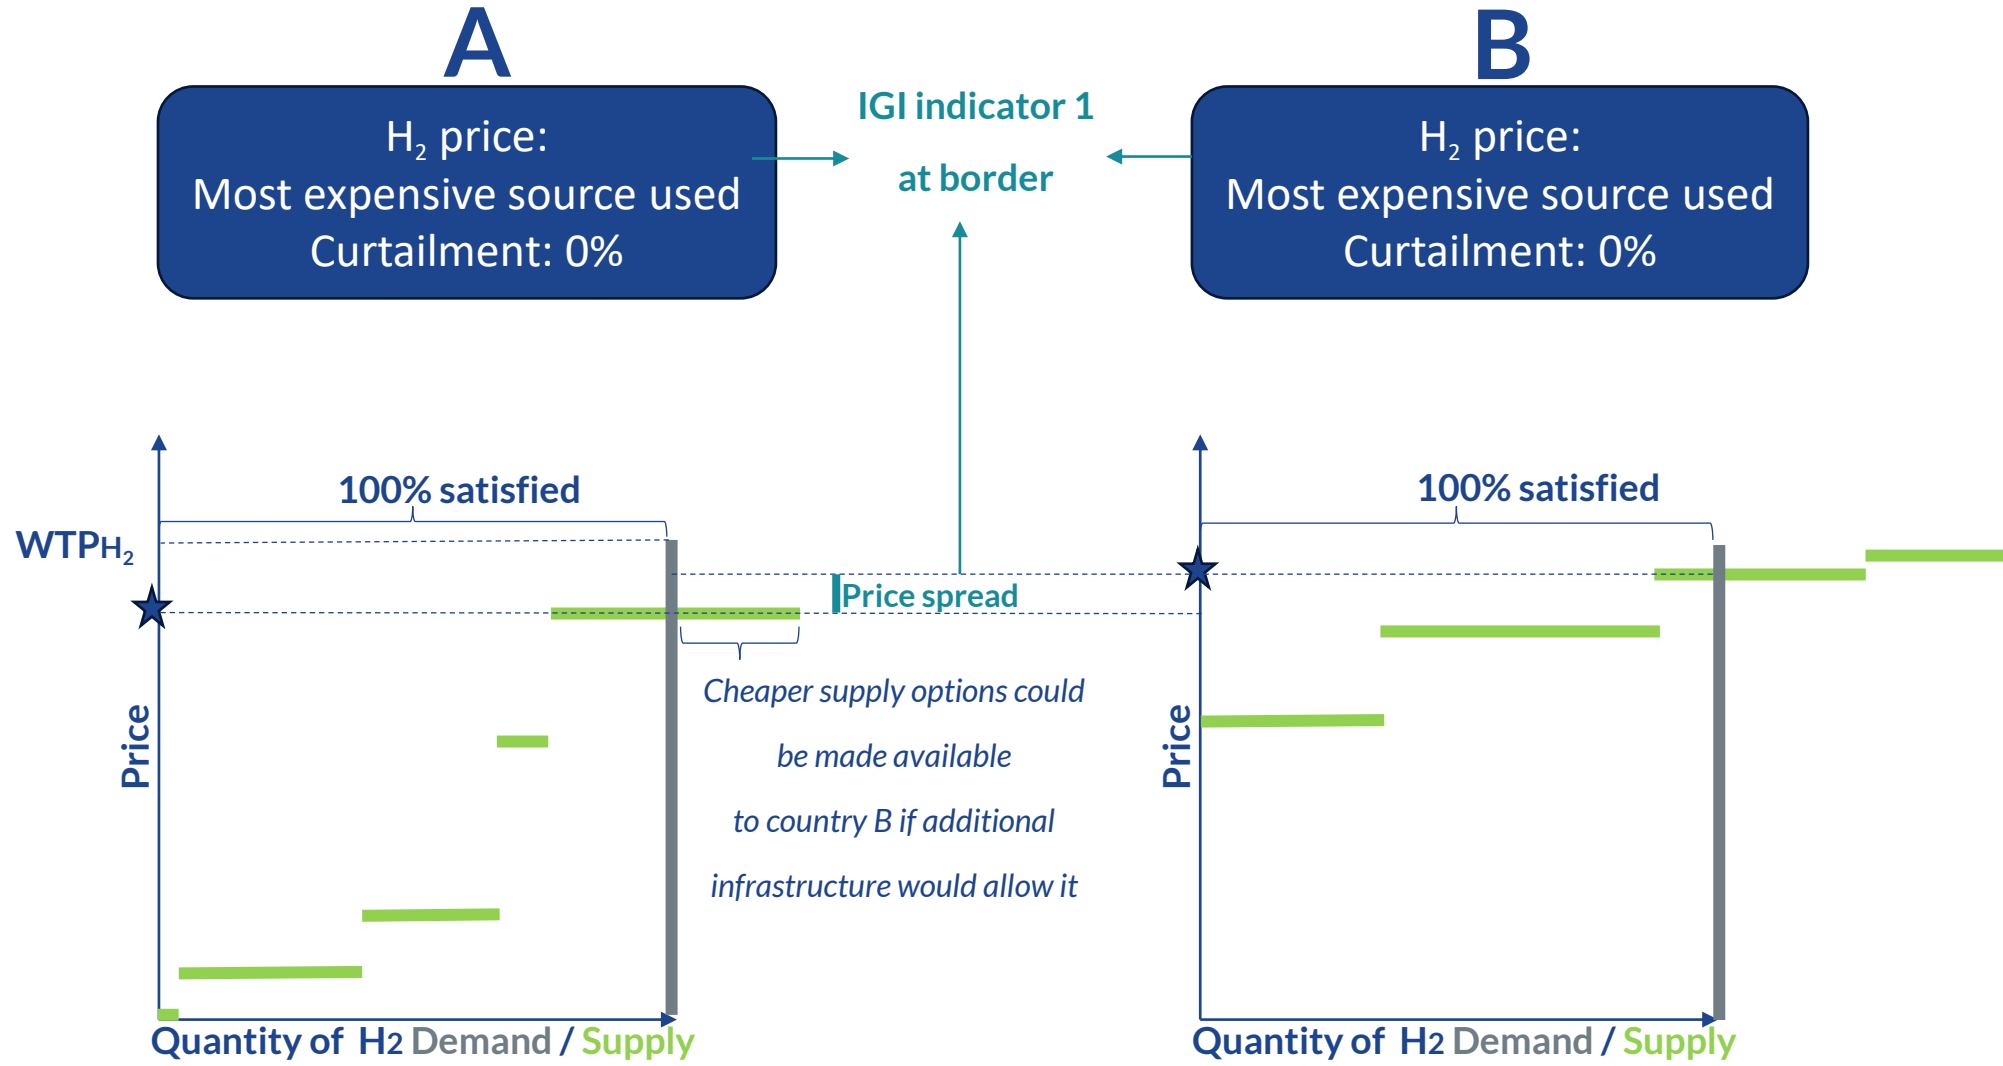 A
H₂ price:
Most expensive source used
Curtailment: 0%
IGI indicator 1
at border
B
H₂ price:
Most expensive source used
Curtailment: 0%
100% satisfied
WTPH₂
Price
Price spread
Cheaper supply options could
be made available
to country B if additional
infrastructure would allow it
Quantity of H2 Demand / Supply
100% satisfied
Price
Quantity of H2 Demand / Supply